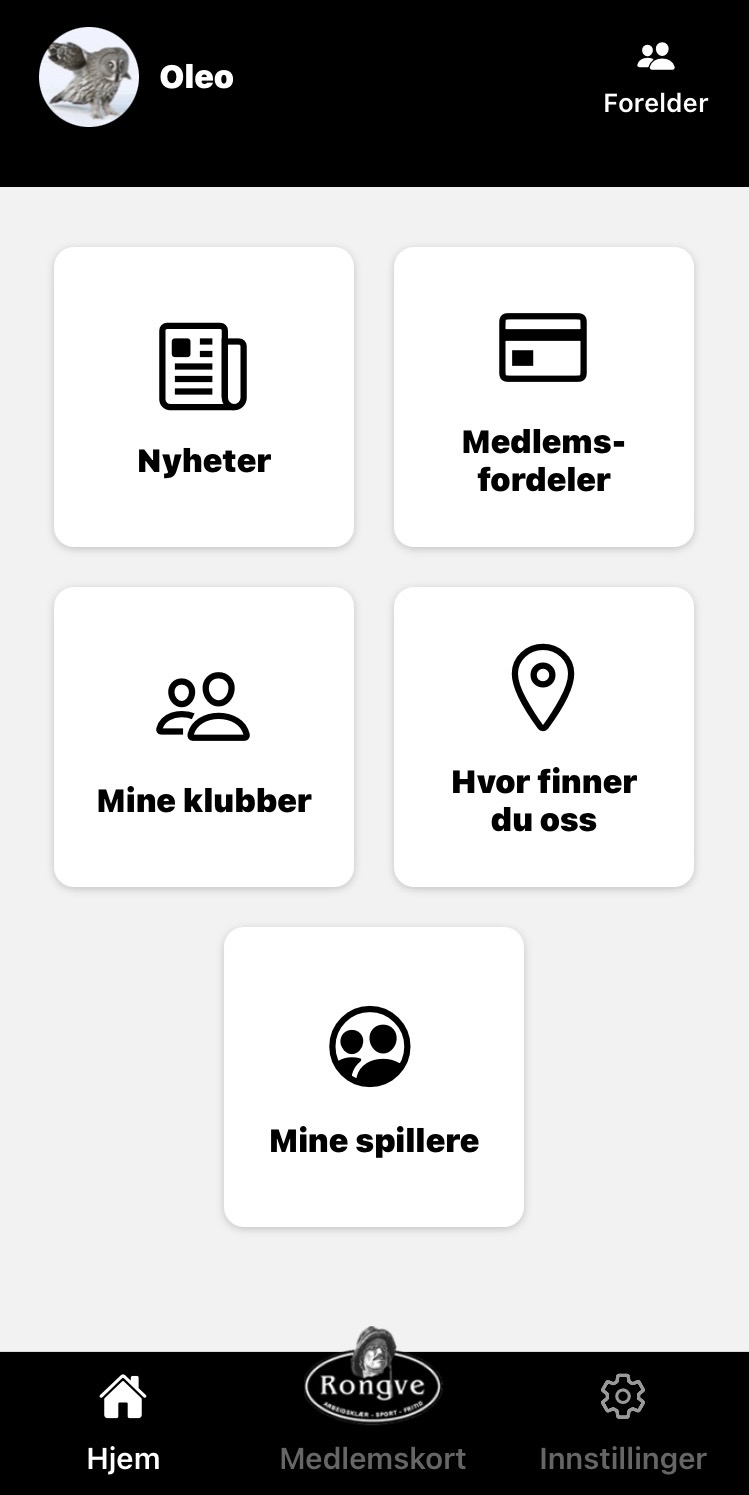 Oleo
Forelder
Nyheter
Medlems-
fordeler
Mine klubber
Hvor finner
du oss
Mine spillere
Rongve
ARBEIDSKLÆR - SPORT - FRITID
Hjem
Medlemskort
Innstillinger